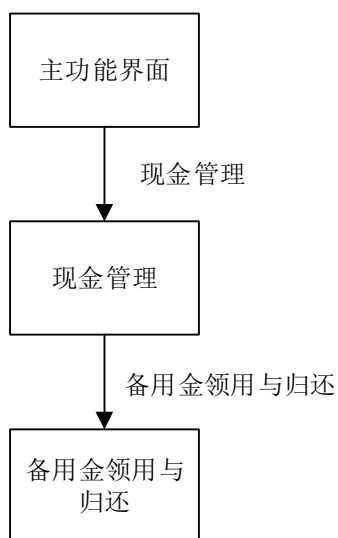 主功能界面
现金管理
现金管理
备用金领用与归还
备用金领用与
归还